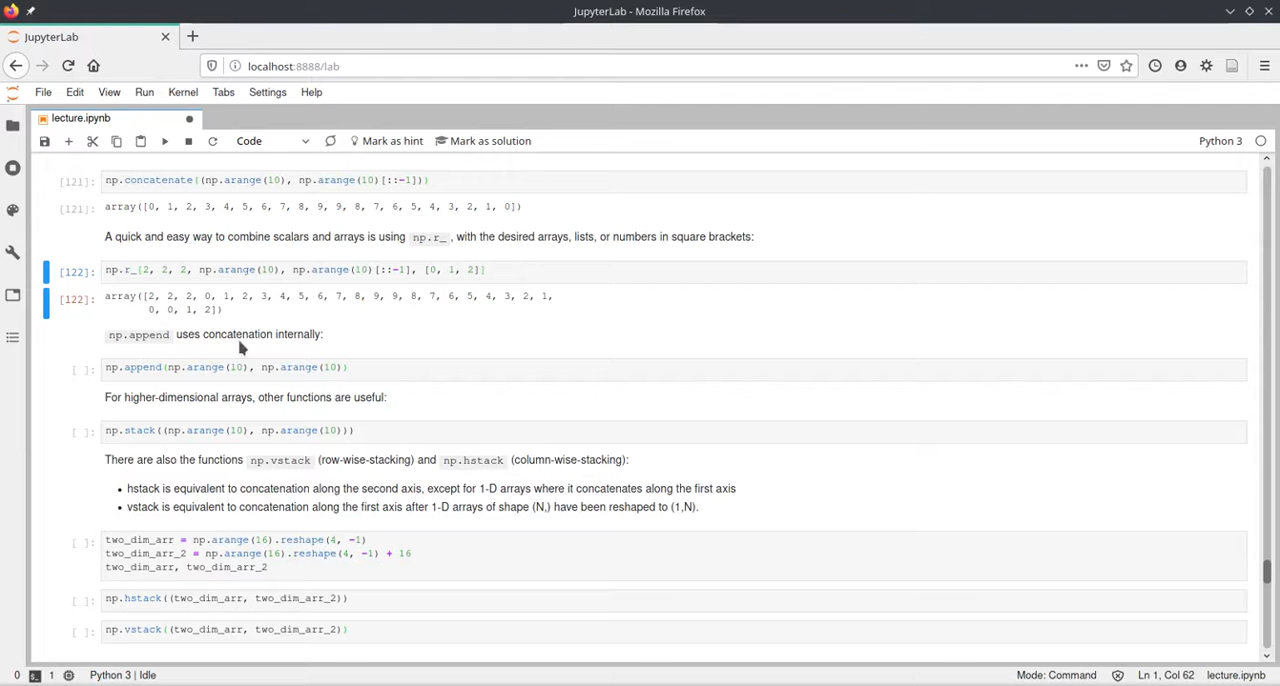 JupyterLab - Mozilla Firefox
JupyterLab
localhost:8888/lab
File Edit View Run Kernel Tabs Settings Help
lecture.ipynb
Code Mark as hint Mark as solution Python 3
[121]: np.concatenate((np.arange(10), np.arange(10)[::-1]))
[121]: array([0, 1, 2, 3, 4, 5, 6, 7, 8, 9, 9, 8, 7, 6, 5, 4, 3, 2, 1, 0])
A quick and easy way to combine scalars and arrays is using np.r_, with the desired arrays, lists, or numbers in square brackets:
[122]: np.r_[2, 2, 2, np.arange(10), np.arange(10)[::-1], [0, 1, 2]]
[122]: array([2, 2, 2, 0, 1, 2, 3, 4, 5, 6, 7, 8, 9, 9, 8, 7, 6, 5, 4, 3, 2, 1,
0, 0, 1, 2])
np.append uses concatenation internally:
[ ]: np.append(np.arange(10), np.arange(10))
For higher-dimensional arrays, other functions are useful:
[ ]: np.stack((np.arange(10), np.arange(10)))
There are also the functions np.vstack (row-wise-stacking) and np.hstack (column-wise-stacking):
• hstack is equivalent to concatenation along the second axis, except for 1-D arrays where it concatenates along the first axis
• vstack is equivalent to concatenation along the first axis after 1-D arrays of shape (N,) have been reshaped to (1,N).
[ ]: two_dim_arr = np.arange(16).reshape(4, -1)
two_dim_arr_2 = np.arange(16).reshape(4, -1) + 16
two_dim_arr, two_dim_arr_2
[ ]: np.hstack((two_dim_arr, two_dim_arr_2))
[ ]: np.vstack((two_dim_arr, two_dim_arr_2))
0 1 Python 3 | Idle Mode: Command Ln 1, Col 62 lecture.ipynb